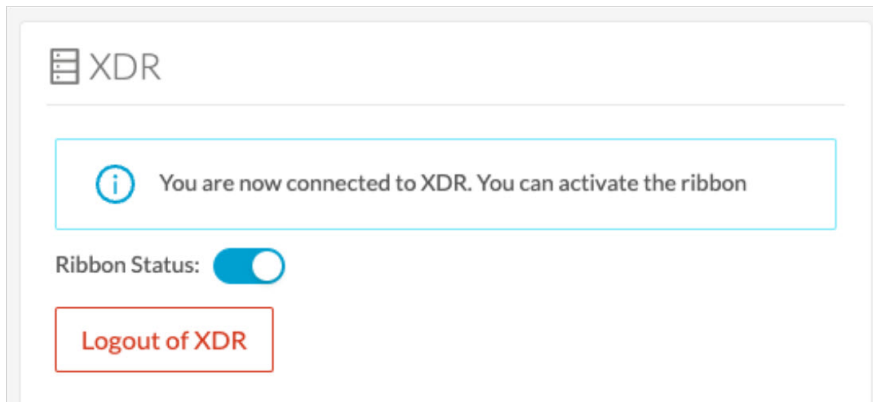 XDR
You are now connected to XDR. You can activate the ribbon
Ribbon Status:
Logout of XDR